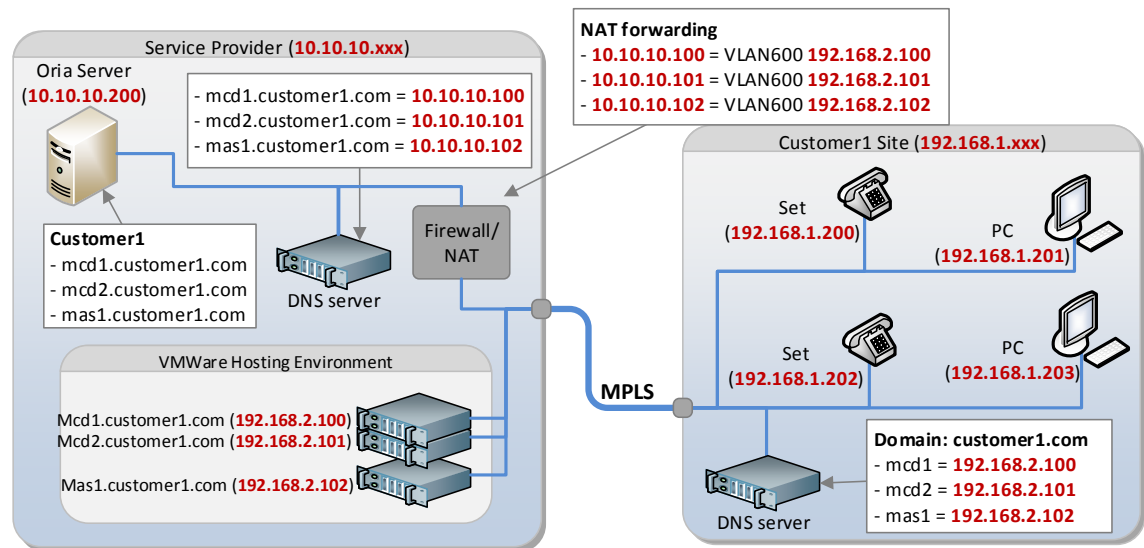 NAT forwarding
- 10.10.10.100 = VLAN600 192.168.2.100
- 10.10.10.101 = VLAN600 192.168.2.101
- 10.10.10.102 = VLAN600 192.168.2.102
Service Provider (10.10.10.xxx)
Oria Server
(10.10.10.200)
- mcd1.customer1.com = 10.10.10.100
- mcd2.customer1.com = 10.10.10.101
- mas1.customer1.com = 10.10.10.102
Customer1
- mcd1.customer1.com
- mcd2.customer1.com
- mas1.customer1.com
DNS server
Firewall/
NAT
VMWare Hosting Environment
Mcd1.customer1.com (192.168.2.100)
Mcd2.customer1.com (192.168.2.101)
Mas1.customer1.com (192.168.2.102)
MPLS
Customer1 Site (192.168.1.xxx)
Set
(192.168.1.200)
PC
(192.168.1.201)
Set
(192.168.1.202)
PC
(192.168.1.203)
DNS server
Domain: customer1.com
- mcd1 = 192.168.2.100
- mcd2 = 192.168.2.101
- mas1 = 192.168.2.102